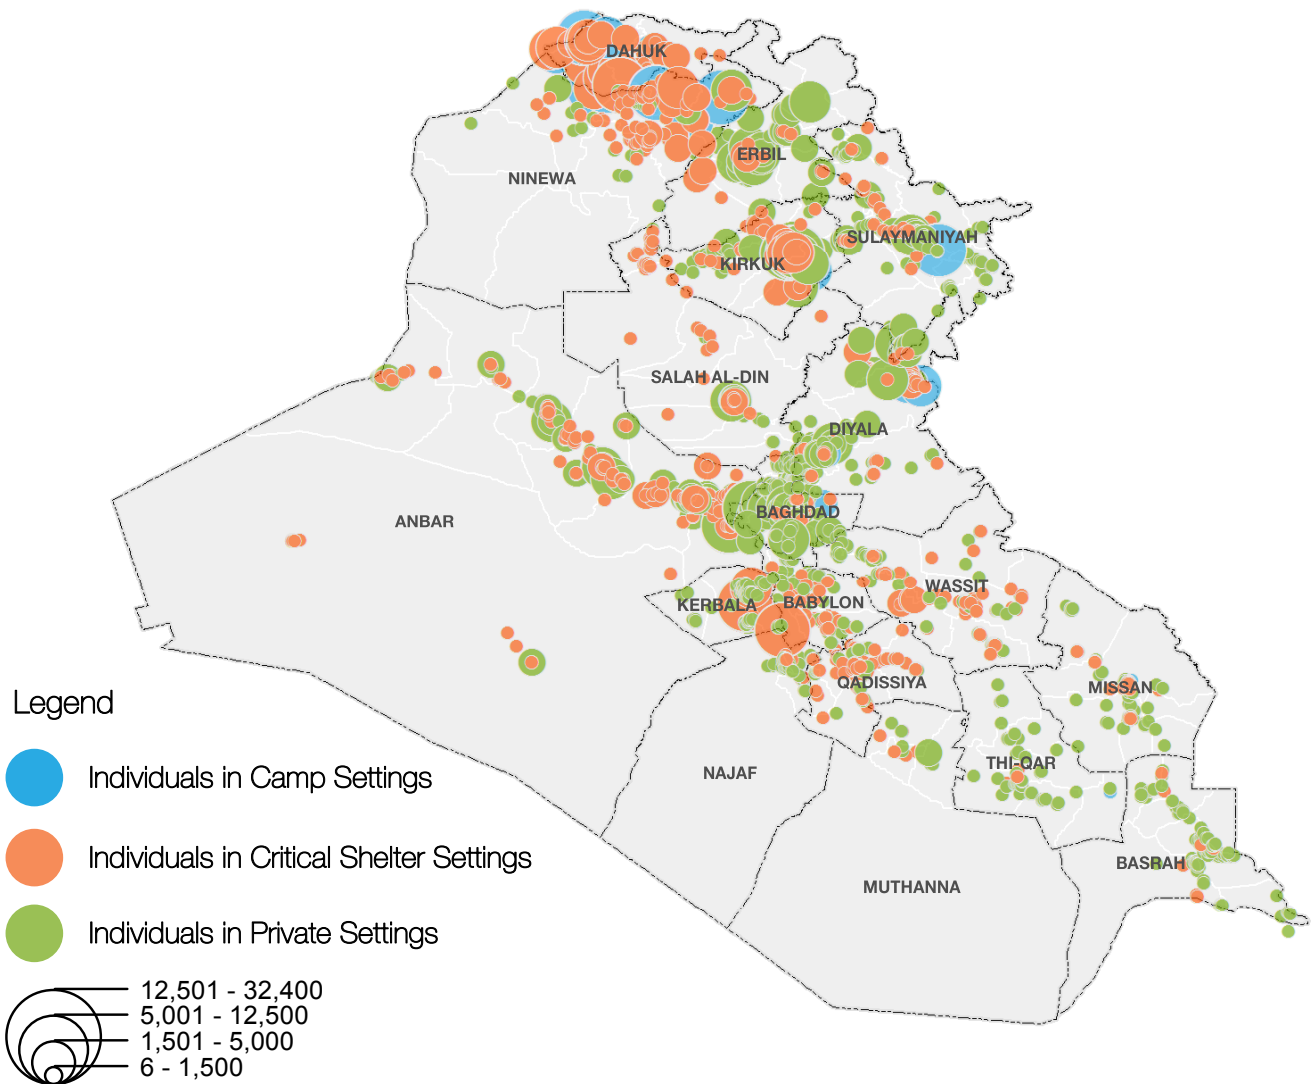 DAHUK
ERBIL
NINEWA
SULAYMANIYAH
KIRKUK
SALAH AL-DIN
DIYALA
BAGHDAD
ANBAR
WASSIT
KERBALA
BABYLON
QADISSIYA
MISSAN
THI-QAR
NAJAF
BASRAH
MUTHANNA
Legend
Individuals in Camp Settings
Individuals in Critical Shelter Settings
Individuals in Private Settings
12,501 - 32,400
5,001 - 12,500
1,501 - 5,000
6 - 1,500